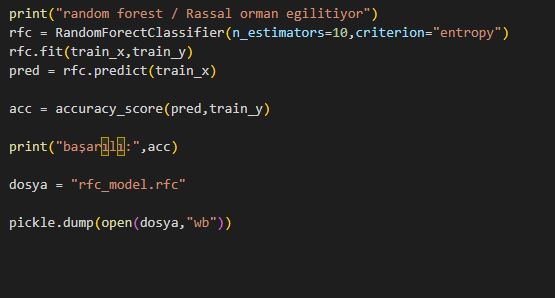 print("random forest / Rassal orman egilitiyor")
rfc = RandomForectClassifier(n_estimators=10,criterion="entropy")
rfc.fit(train_x,train_y)
pred = rfc.predict(train_x)
acc = accuracy_score(pred,train_y)
print("başarılı:",acc)
dosya = "rfc_model.rfc"
pickle.dump(open(dosya,"wb"))